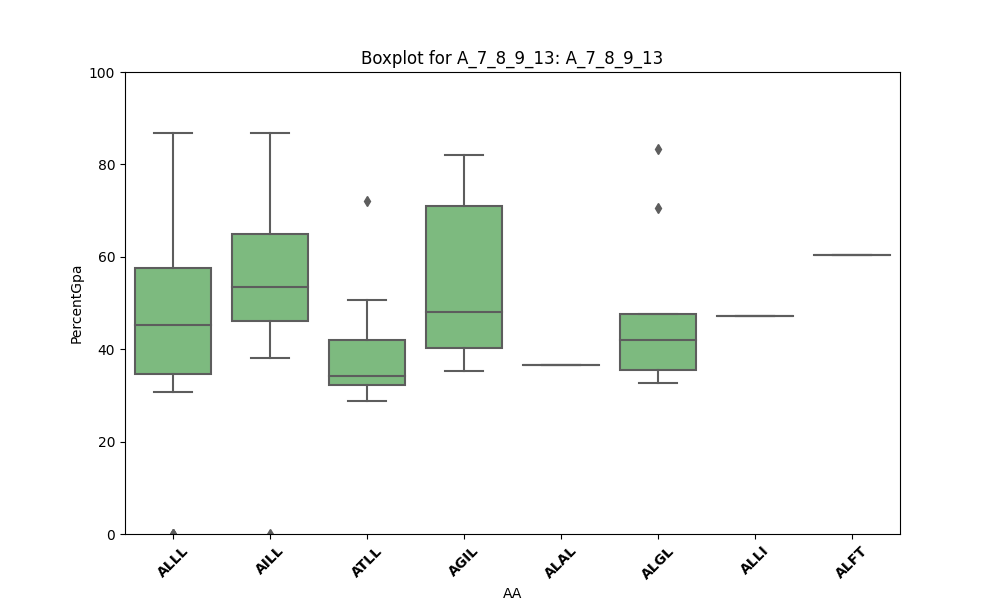 Boxplot for A_7_8_9_13: A_7_8_9_13
100
80
60
40
20
0
PercentGpa
ALLL
AILL
ATLL
AGIL
ALAL
ALGL
ALLI
ALFT
AA